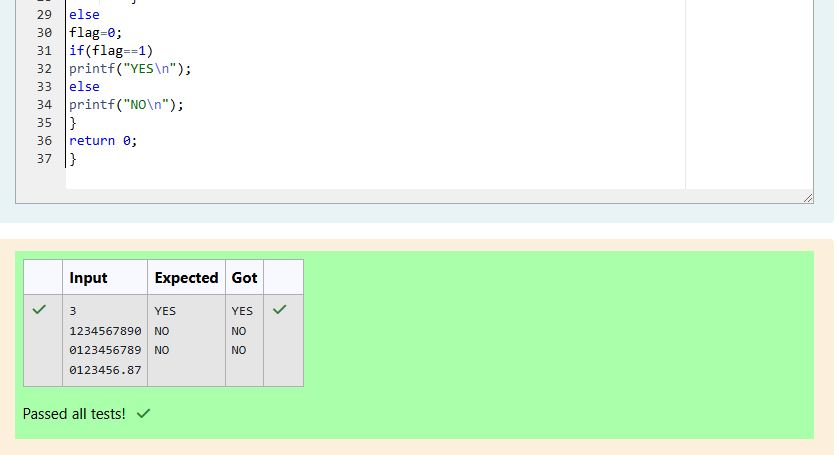 29 else
30 flag=0;
31 if(flag==1)
32 printf("YES\n");
33 else
34 printf("NO\n");
35 }
36 return 0;
37 }
Input Expected Got
3 YES YES
1234567890 NO NO
0123456789 NO NO
0123456.87
Passed all tests!